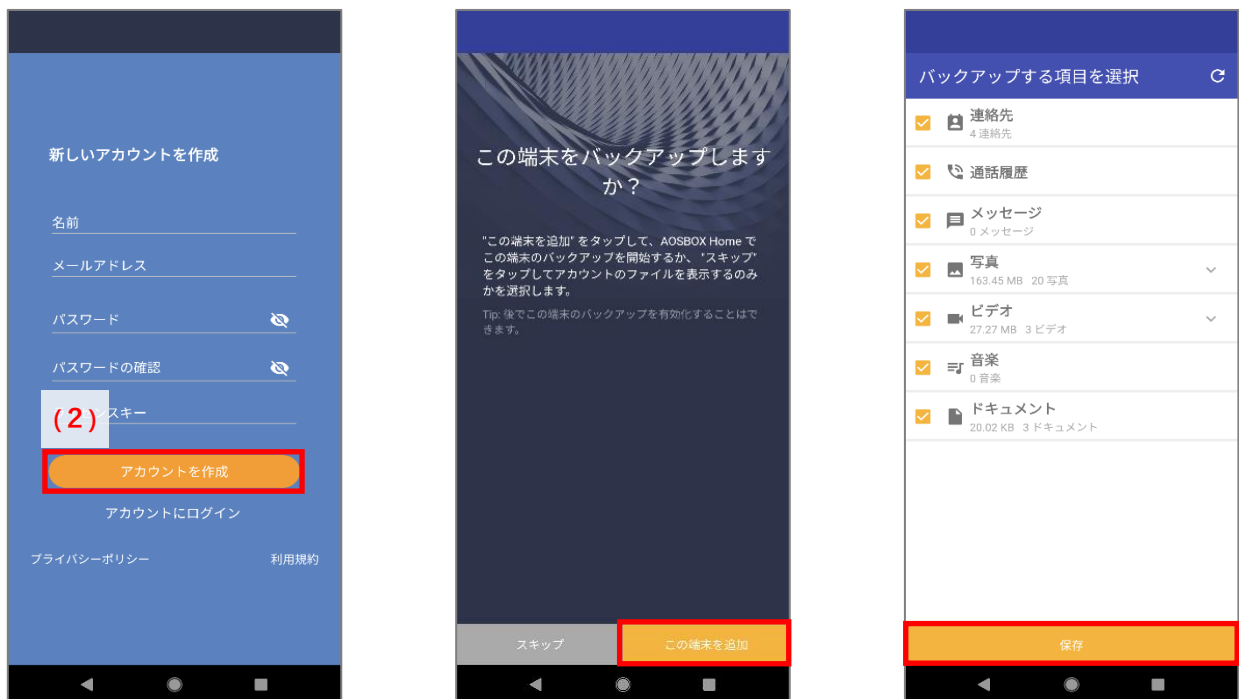 新しいアカウントを作成
名前
メールアドレス
パスワード
パスワードの確認
(2)
スキー
アカウントを作成
アカウントにログイン
プライバシーポリシー
利用規約
この端末をバックアップします
か？
"この端末を追加" をタップして、AOSBOX Home で
この端末のバックアップを開始するか、"スキップ"
をタップしてアカウントのファイルを表示するのみ
かを選択します。
Tip: 後でこの端末のバックアップを有効化することはで
きます。
スキップ
この端末を追加
バックアップする項目を選択
連絡先
4 連絡先
通話履歴
メッセージ
0 メッセージ
写真
163.45 MB 20 写真
ビデオ
27.27 MB 3 ビデオ
音楽
0 音楽
ドキュメント
20.02 KB 3 ドキュメント
保存